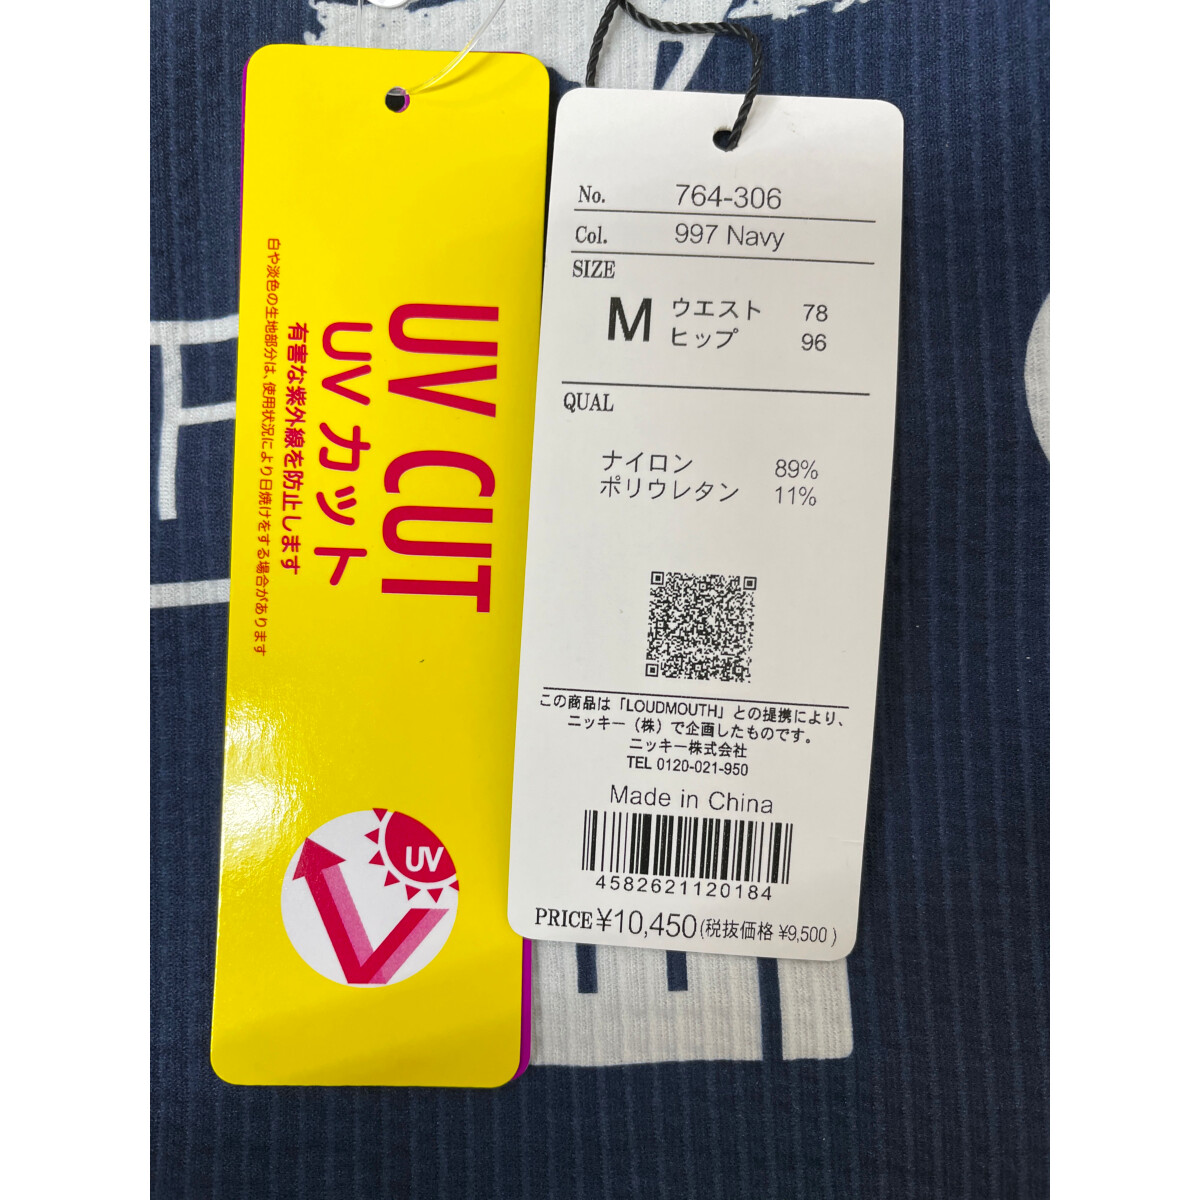 UV CUT
UVカット
有害な紫外線を防止します
白や淡色の生地部分は、使用状況により日焼けをする場合があります
UV
No. 764-306
Col. 997 Navy
SIZE
M ウエスト 78
ヒップ 96
QUAL
ナイロン 89%
ポリウレタン 11%
この商品は「LOUDMOUTH」との提携により、
ニッキー(株)で企画したものです。
ニッキー株式会社
TEL 0120-021-950
Made in China
4582621120184
PRICE ¥10,450(税抜価格 ¥9,500)